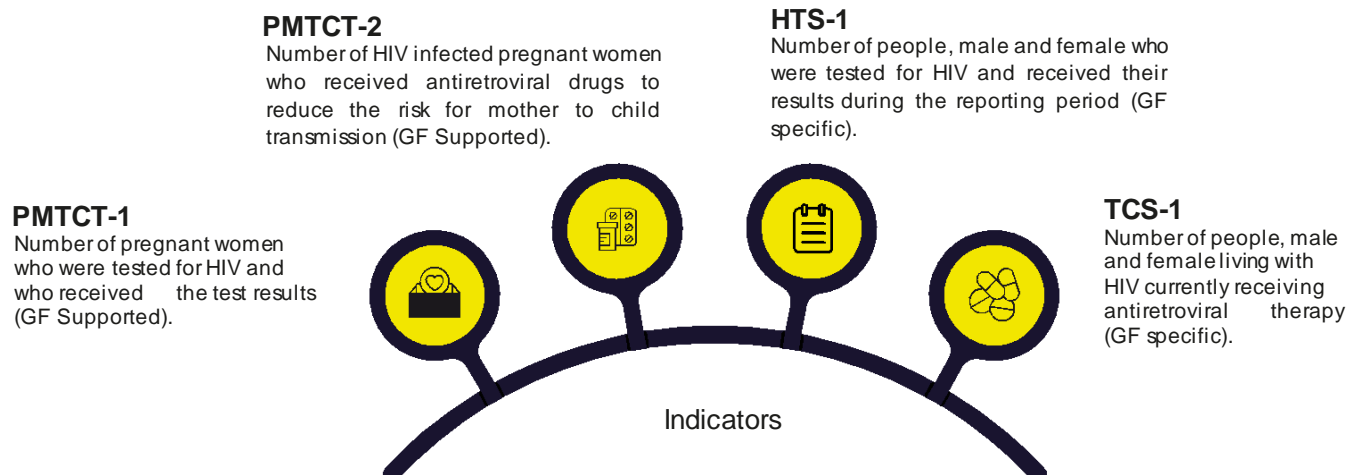 PMTCT-2
Number of HIV infected pregnant women
who received antiretroviral drugs to
reduce the risk for mother to child
transmission (GF Supported).
HTS-1
Number of people, male and female who
were tested for HIV and received their
results during the reporting period (GF
specific).
PMTCT-1
Number of pregnant women
who were tested for HIV and
who received the test results
(GF Supported).
TCS-1
Number of people, male
and female living with
HIV currently receiving
antiretroviral therapy
(GF specific).
Indicators